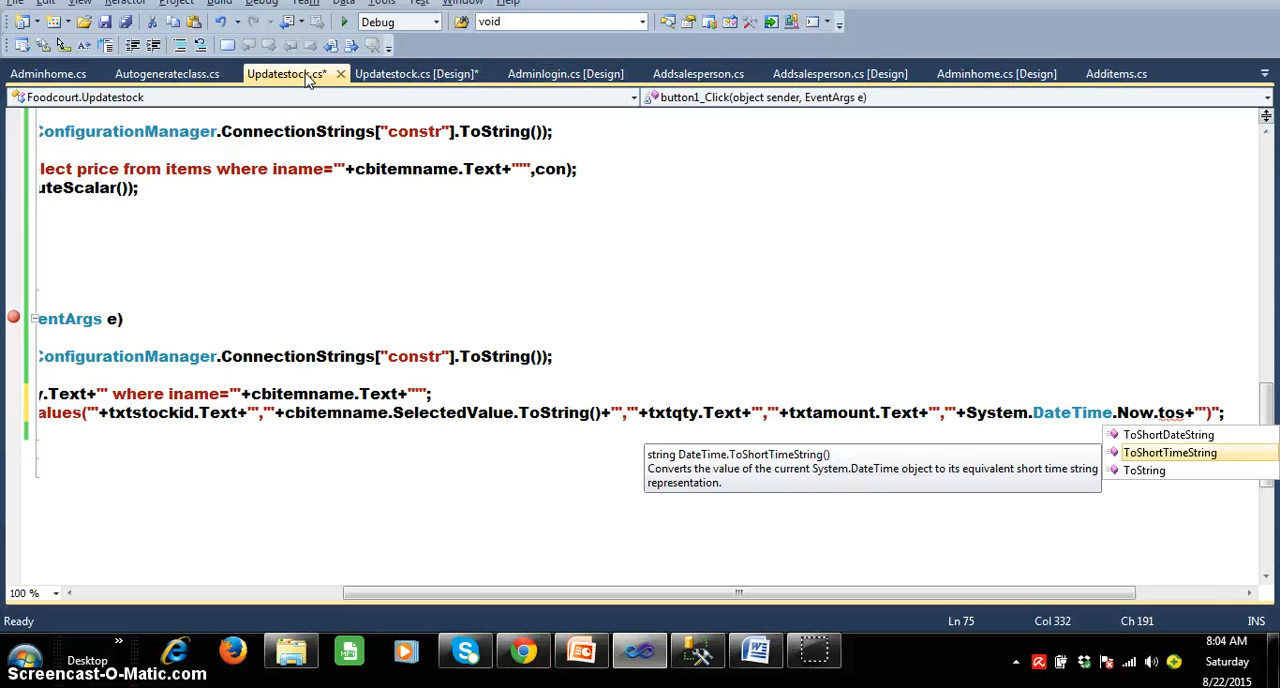 File Edit View Refactor Project Build Debug Team Data Tools Test Window Help
Debug void
Adminhome.cs Autogenerateclass.cs Updatestock.cs* Updatestock.cs [Design]* Adminlogin.cs [Design] Addsalesperson.cs Addsalesperson.cs [Design] Adminhome.cs [Design] Additems.cs
Foodcourt.Updatestock button1_Click(object sender, EventArgs e)
ConfigurationManager.ConnectionStrings["constr"].ToString());
lect price from items where iname='"+cbitemname.Text+"'",con);
uteScalar());
entArgs e)
ConfigurationManager.ConnectionStrings["constr"].ToString());
y.Text+"' where iname='"+cbitemname.Text+"'";
alues('"+txtstockid.Text+"','"+cbitemname.SelectedValue.ToString()+"','"+txtqty.Text+"','"+txtamount.Text+"','"+System.DateTime.Now.tos+"')";
ToShortDateString
string DateTime.ToShortTimeString() ToShortTimeString
Converts the value of the current System.DateTime object to its equivalent short time string ToString
representation.
100 %
Ready Ln 75 Col 332 Ch 191 INS
8:04 AM
Desktop Saturday
Screencast-O-Matic.com 8/22/2015